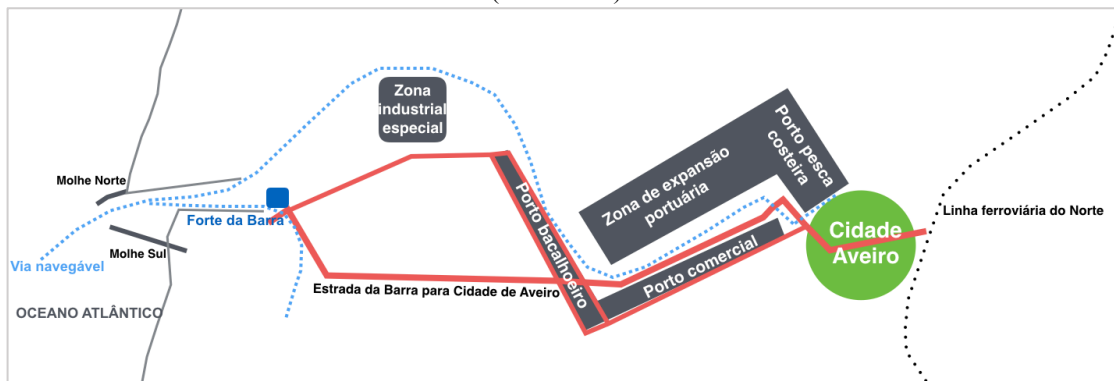 Zona
industrial
especial
Porto pesca
costeira
Zona de expansão
portuária
Molhe Norte
Forte da Barra
Porto bacalhoeiro
Linha ferroviária do Norte
Cidade
Aveiro
Molhe Sul
Via navegável
Porto comercial
Estrada da Barra para Cidade de Aveiro
OCEANO ATLÂNTICO